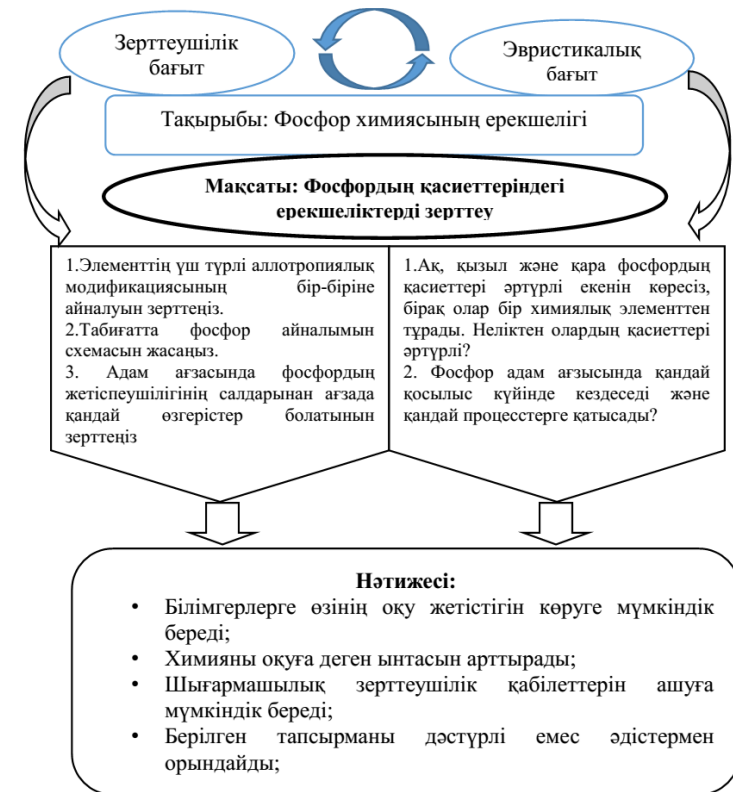 Зерттеушілік
бағыт
Эвристикалық
бағыт
Тақырыбы: Фосфор химиясының ерекшелігі
Мақсаты: Фосфордың қасиеттеріндегі
ерекшеліктерді зерттеу
1.Элементтің үш түрлі аллотропиялық
модификациясының бір-біріне
айналуын зерттеңіз.
2.Табиғатта фосфор айналымын
схемасын жасаңыз.
3. Адам ағзасында фосфордың
жетіспеушілігінің салдарынан ағзада
қандай өзгерістер болатынын
зерттеңіз
1.Ақ, қызыл және қара фосфордың
қасиеттері әртүрлі екенін көресіз,
бірақ олар бір химиялық элементтен
тұрады. Неліктен олардың қасиеттері
әртүрлі?
2. Фосфор адам ағзысында қандай
қосылыс күйінде кездеседі және
қандай процесстерге қатысады?
Нәтижесі:
• Білімгерлерге өзінің оқу жетістігін көруге мүмкіндік
береді;
• Химияны оқуға деген ынтасын арттырады;
• Шығармашылық зерттеушілік қабілеттерін ашуға
мүмкіндік береді;
• Берілген тапсырманы дәстүрлі емес әдістермен
орындайды;